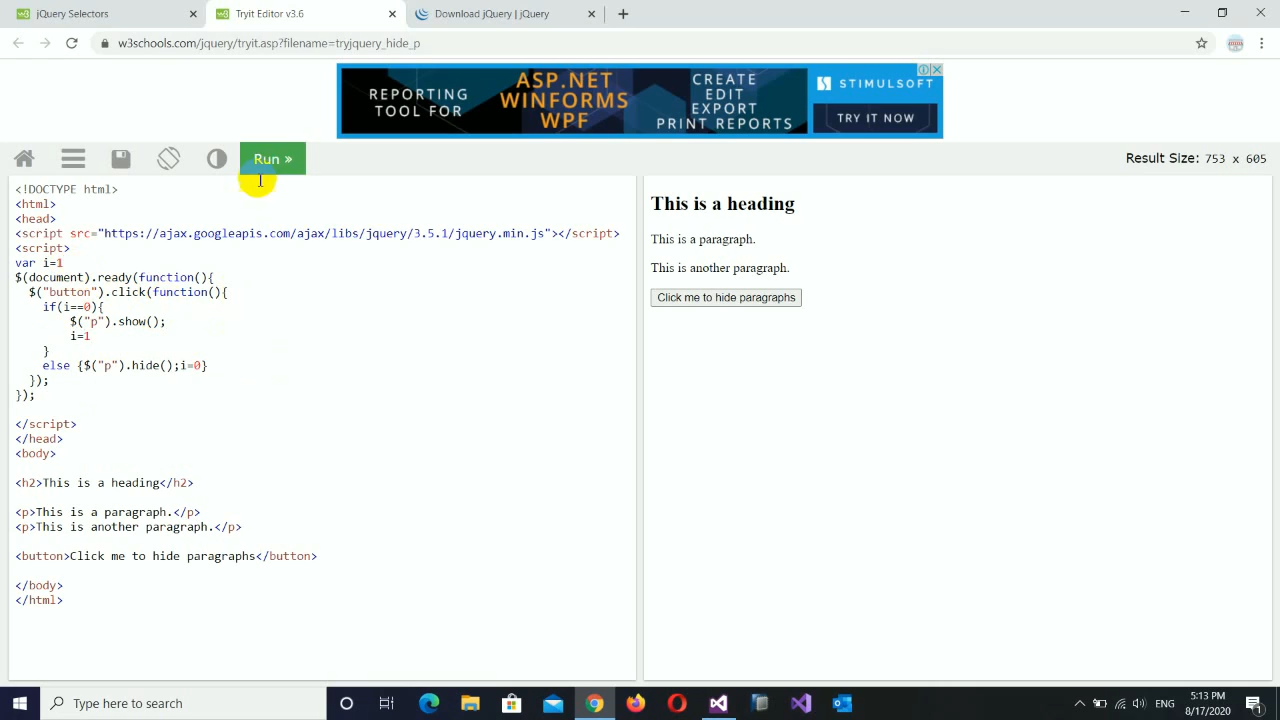 jQuery Selectors
Tryit Editor v3.6
Download jQuery | jQuery
w3schools.com/jquery/tryit.asp?filename=tryjquery_hide_p
REPORTING
TOOL FOR
ASP.NET
WINFORMS
WPF
CREATE
EDIT
EXPORT
PRINT REPORTS
STIMULSOFT
TRY IT NOW
Run »
Result Size: 753 x 605
<!DOCTYPE html>
<html>
<head>
<script src="https://ajax.googleapis.com/ajax/libs/jquery/3.5.1/jquery.min.js"></script>
<script>
var i=1
$(document).ready(function(){
  $("button").click(function(){
    if(i==0){
        $("p").show();
        i=1
    }
    else {$("p").hide();i=0}
  });
});
</script>
</head>
<body>
<h2>This is a heading</h2>
<p>This is a paragraph.</p>
<p>This is another paragraph.</p>
<button>Click me to hide paragraphs</button>
</body>
</html>
This is a heading
This is a paragraph.
This is another paragraph.
Click me to hide paragraphs
Type here to search
ENG
5:13 PM
8/17/2020